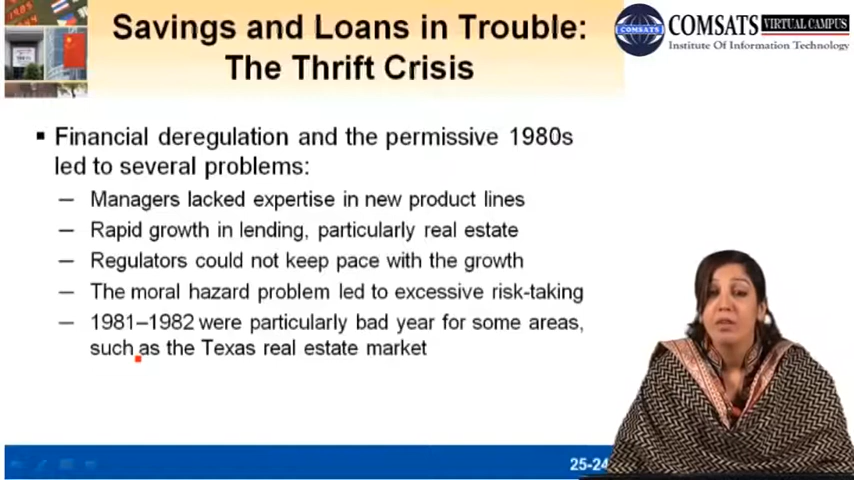 Savings and Loans in Trouble:
The Thrift Crisis
COMSATS VIRTUAL CAMPUS
COMSATS
Institute Of Information Technology
Financial deregulation and the permissive 1980s
led to several problems:
— Managers lacked expertise in new product lines
— Rapid growth in lending, particularly real estate
— Regulators could not keep pace with the growth
— The moral hazard problem led to excessive risk-taking
— 1981–1982 were particularly bad year for some areas,
such as the Texas real estate market
25-24